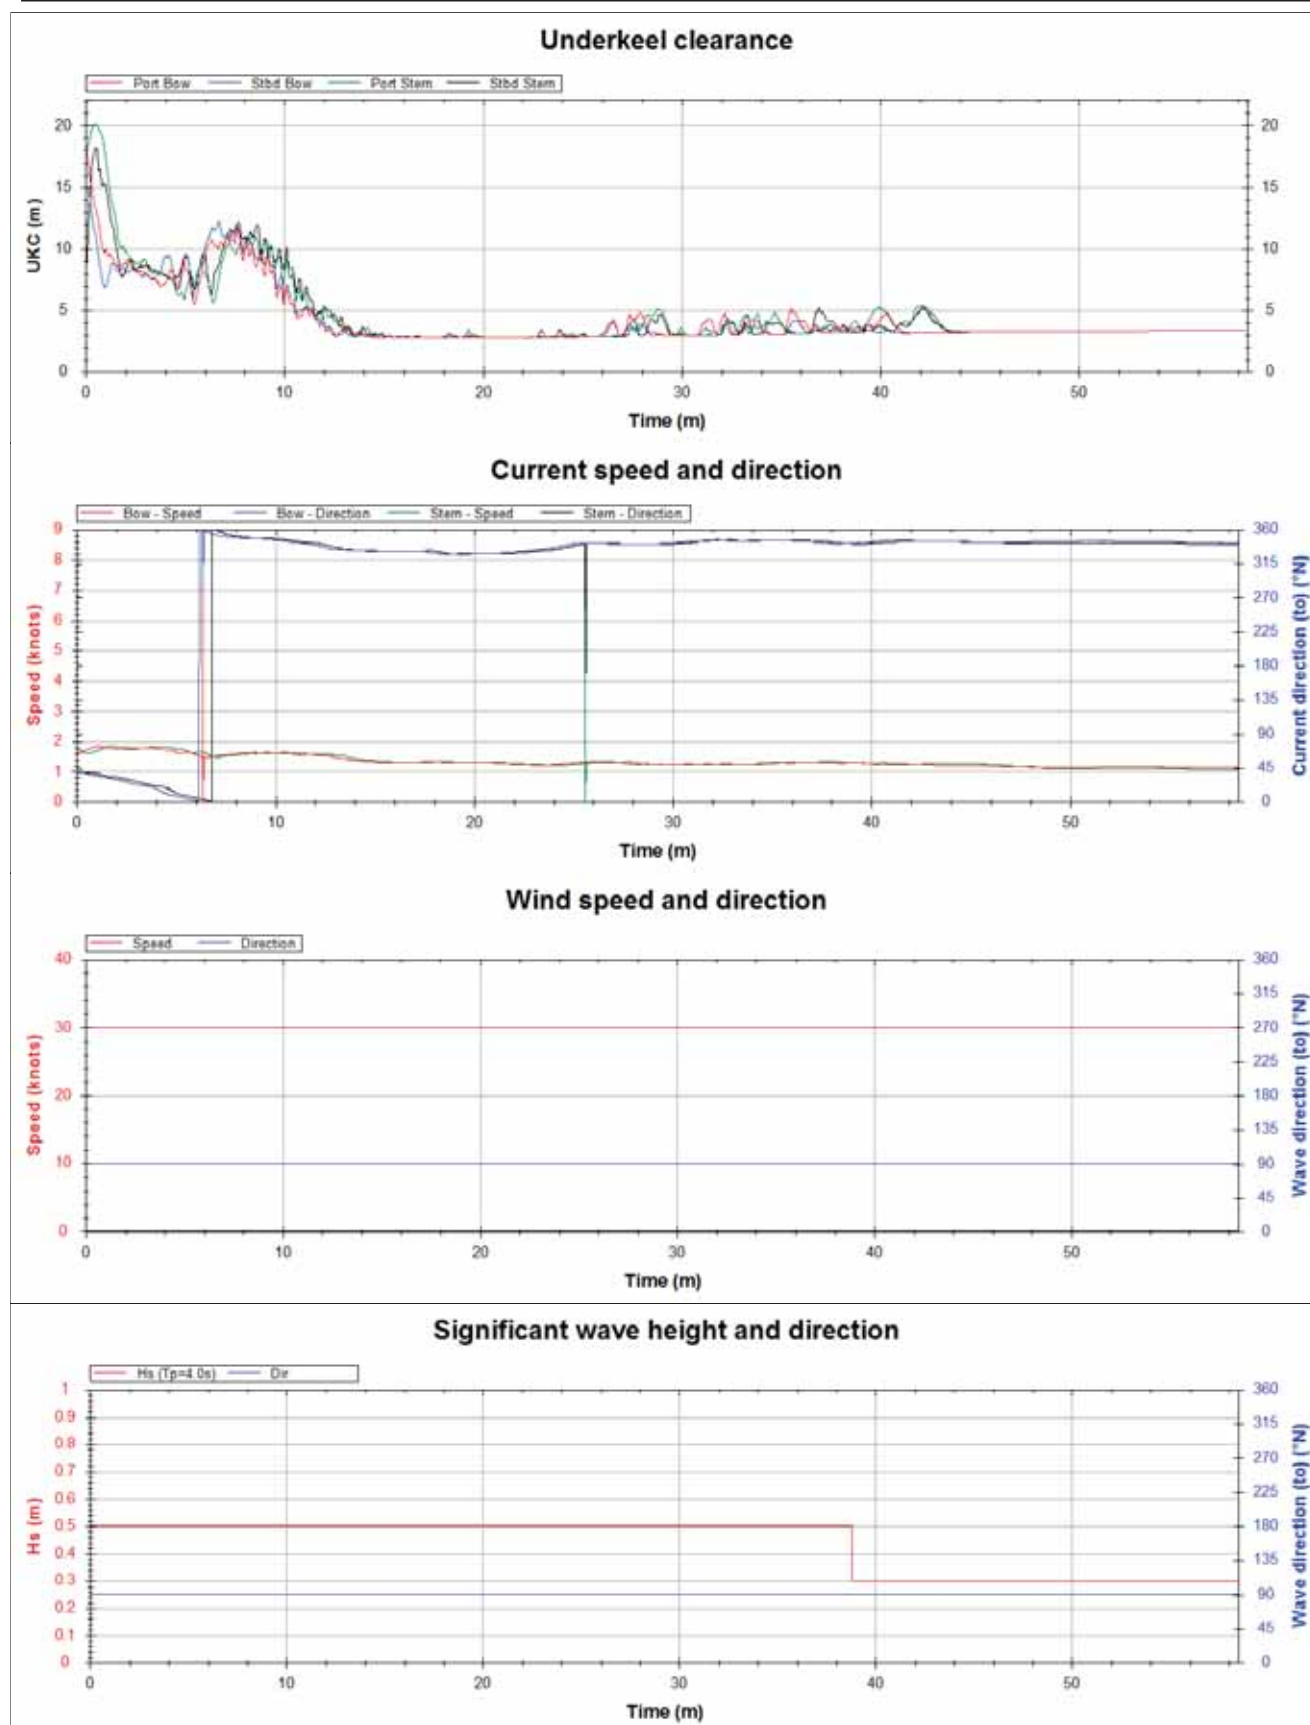 Underkeel clearance
Port Bow Stbd Bow Port Stern Stbd Stern
20 20
15 15
10 10
5 5
0 0
UKC (m)
0 10 20 30 40 50
Time (m)
Current speed and direction
Bow - Speed Bow - Direction Stern - Speed Stern - Direction
9 360
8 315
7 270
6 225
5 180
4 135
3 90
2 45
1 0
0
Speed (knots)
Current direction (to) (°N)
0 10 20 30 40 50
Time (m)
Wind speed and direction
Speed Direction
40 360
315
30 270
225
20 180
135
10 90
45
0 0
Speed (knots)
Wave direction (to) (°N)
0 10 20 30 40 50
Time (m)
Significant wave height and direction
Hs (Tp=4.0s) Dir
1 360
0.9 315
0.8 270
0.7 225
0.6 180
0.5 135
0.4 90
0.3 45
0.2 0
0.1
0
Hs (m)
Wave direction (to) (°N)
0 10 20 30 40 50
Time (m)